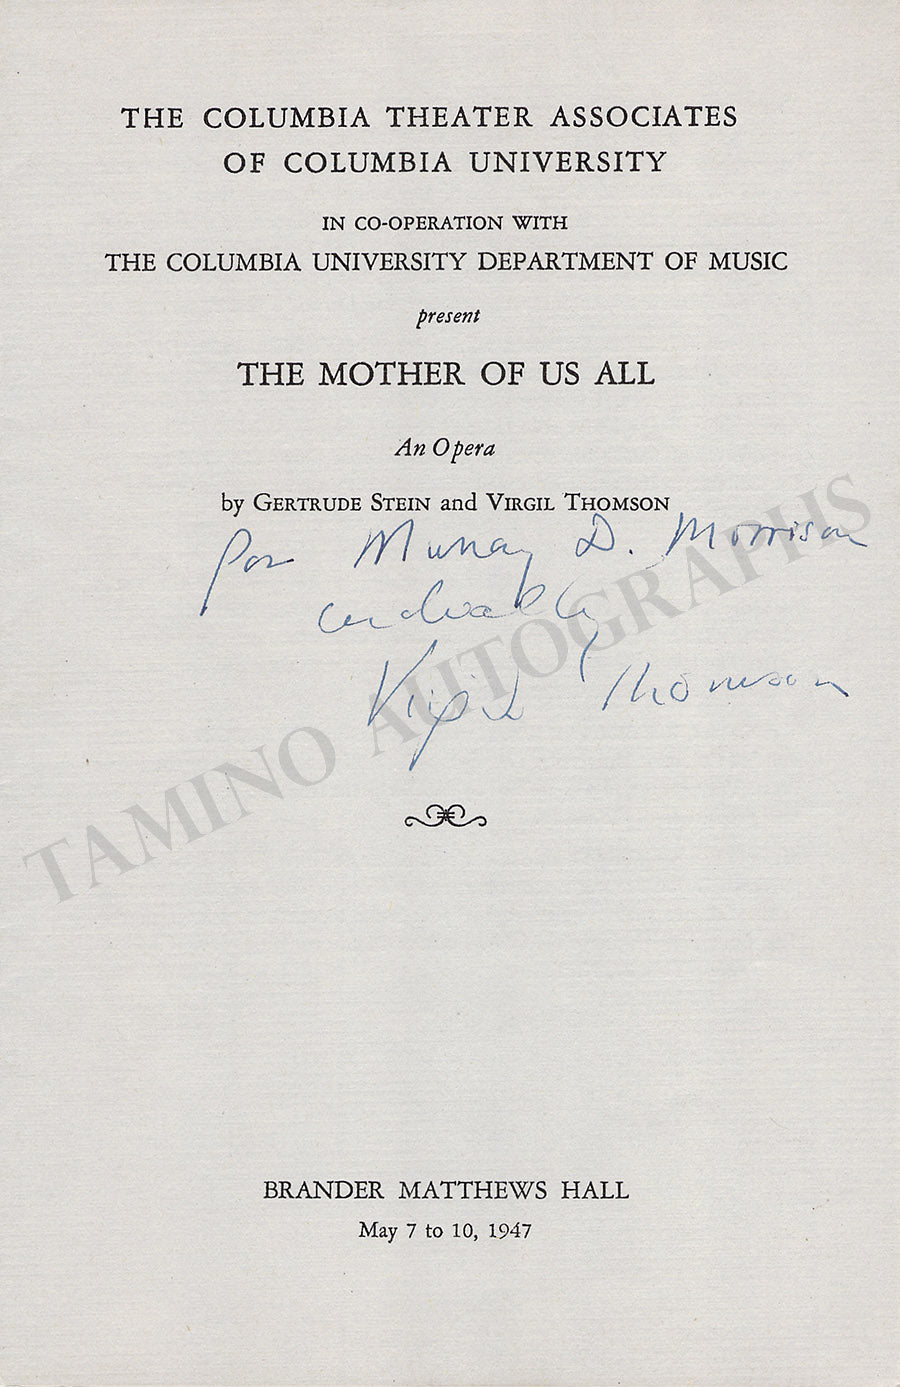 THE COLUMBIA THEATER ASSOCIATES
OF COLUMBIA UNIVERSITY
IN CO-OPERATION WITH
THE COLUMBIA UNIVERSITY DEPARTMENT OF MUSIC
present
THE MOTHER OF US ALL
An Opera
by GERTRUDE STEIN and VIRGIL THOMSON
For Murray D. Morrison
cordially
Virgil Thomson
TAMINO AUTOGRAPHS
BRANDER MATTHEWS HALL
May 7 to 10, 1947